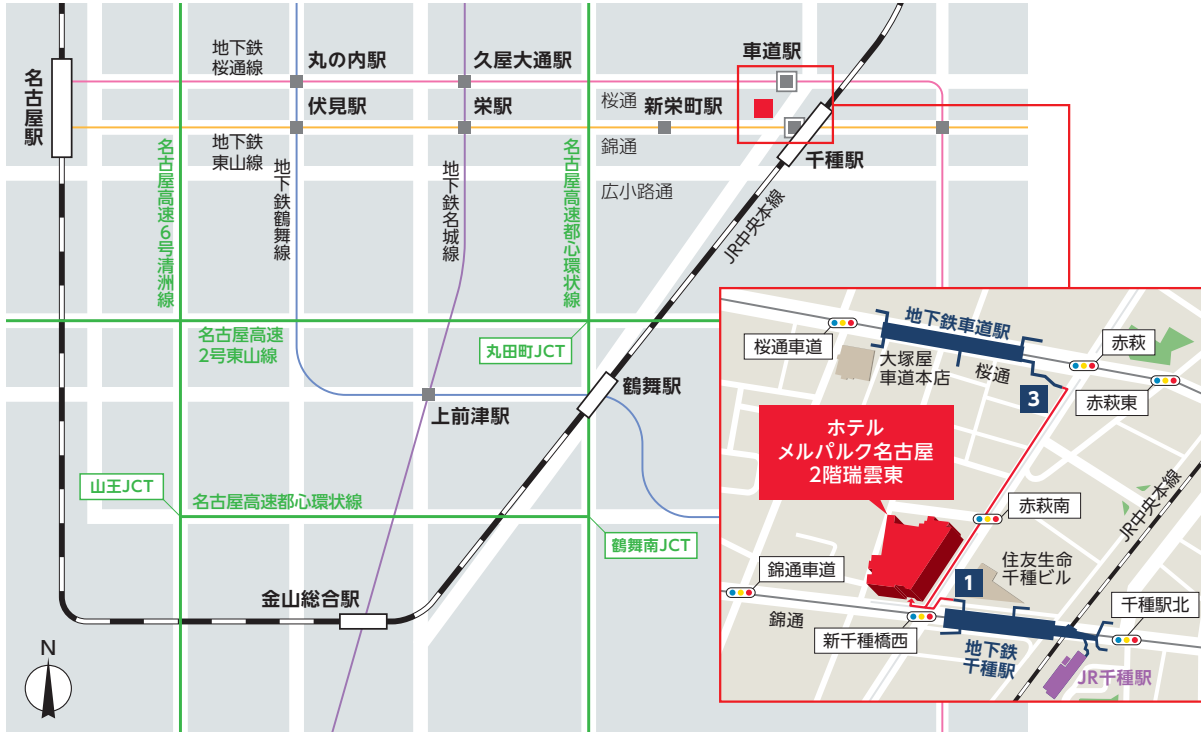 地下鉄
桜通線
丸の内駅
久屋大通駅
車道駅
名古屋駅
伏見駅
栄駅
桜通
新栄町駅
地下鉄
東山線
錦通
千種駅
名古屋高速6号清洲線
地下鉄鶴舞線
地下鉄名城線
名古屋高速都心環状線
広小路通
JR中央本線
名古屋高速
2号東山線
丸田町JCT
鶴舞駅
上前津駅
山王JCT
名古屋高速都心環状線
鶴舞南JCT
金山総合駅
N
地下鉄車道駅
桜通車道
大塚屋
車道本店
桜通
赤萩
赤萩東
3
ホテル
メルパルク名古屋
2階瑞雲東
赤萩南
JR中央本線
住友生命
千種ビル
錦通車道
1
千種駅北
錦通
新千種橋西
地下鉄
千種駅
JR千種駅